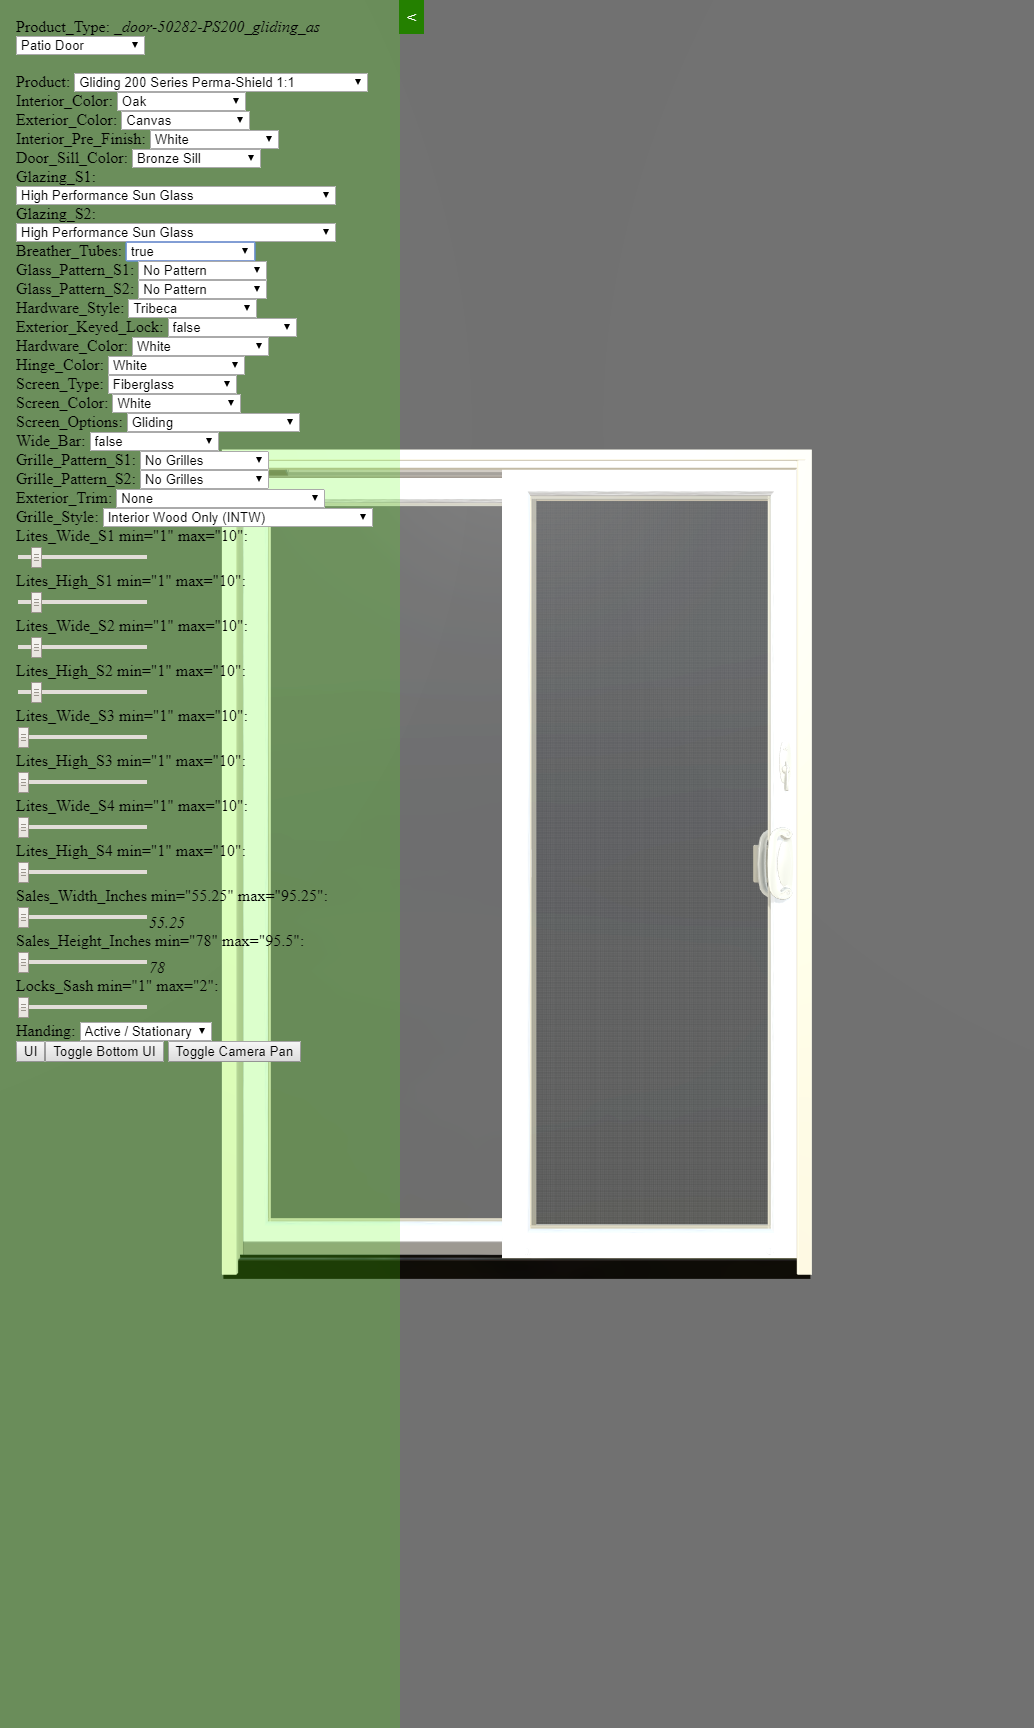 Product_Type: _door-50282-PS200_gliding_as
<
Patio Door
Product: Gliding 200 Series Perma-Shield 1:1
Interior_Color: Oak
Exterior_Color: Canvas
Interior_Pre_Finish: White
Door_Sill_Color: Bronze Sill
Glazing_S1:
High Performance Sun Glass
Glazing_S2:
High Performance Sun Glass
Breather_Tubes: true
Glass_Pattern_S1: No Pattern
Glass_Pattern_S2: No Pattern
Hardware_Style: Tribeca
Exterior_Keyed_Lock: false
Hardware_Color: White
Hinge_Color: White
Screen_Type: Fiberglass
Screen_Color: White
Screen_Options: Gliding
Wide_Bar: false
Grille_Pattern_S1: No Grilles
Grille_Pattern_S2: No Grilles
Exterior_Trim: None
Grille_Style: Interior Wood Only (INTW)
Lites_Wide_S1 min="1" max="10":
Lites_High_S1 min="1" max="10":
Lites_Wide_S2 min="1" max="10":
Lites_High_S2 min="1" max="10":
Lites_Wide_S3 min="1" max="10":
Lites_High_S3 min="1" max="10":
Lites_Wide_S4 min="1" max="10":
Lites_High_S4 min="1" max="10":
Sales_Width_Inches min="55.25" max="95.25":
55.25
Sales_Height_Inches min="78" max="95.5":
78
Locks_Sash min="1" max="2":
Handing: Active / Stationary
UI Toggle Bottom UI Toggle Camera Pan